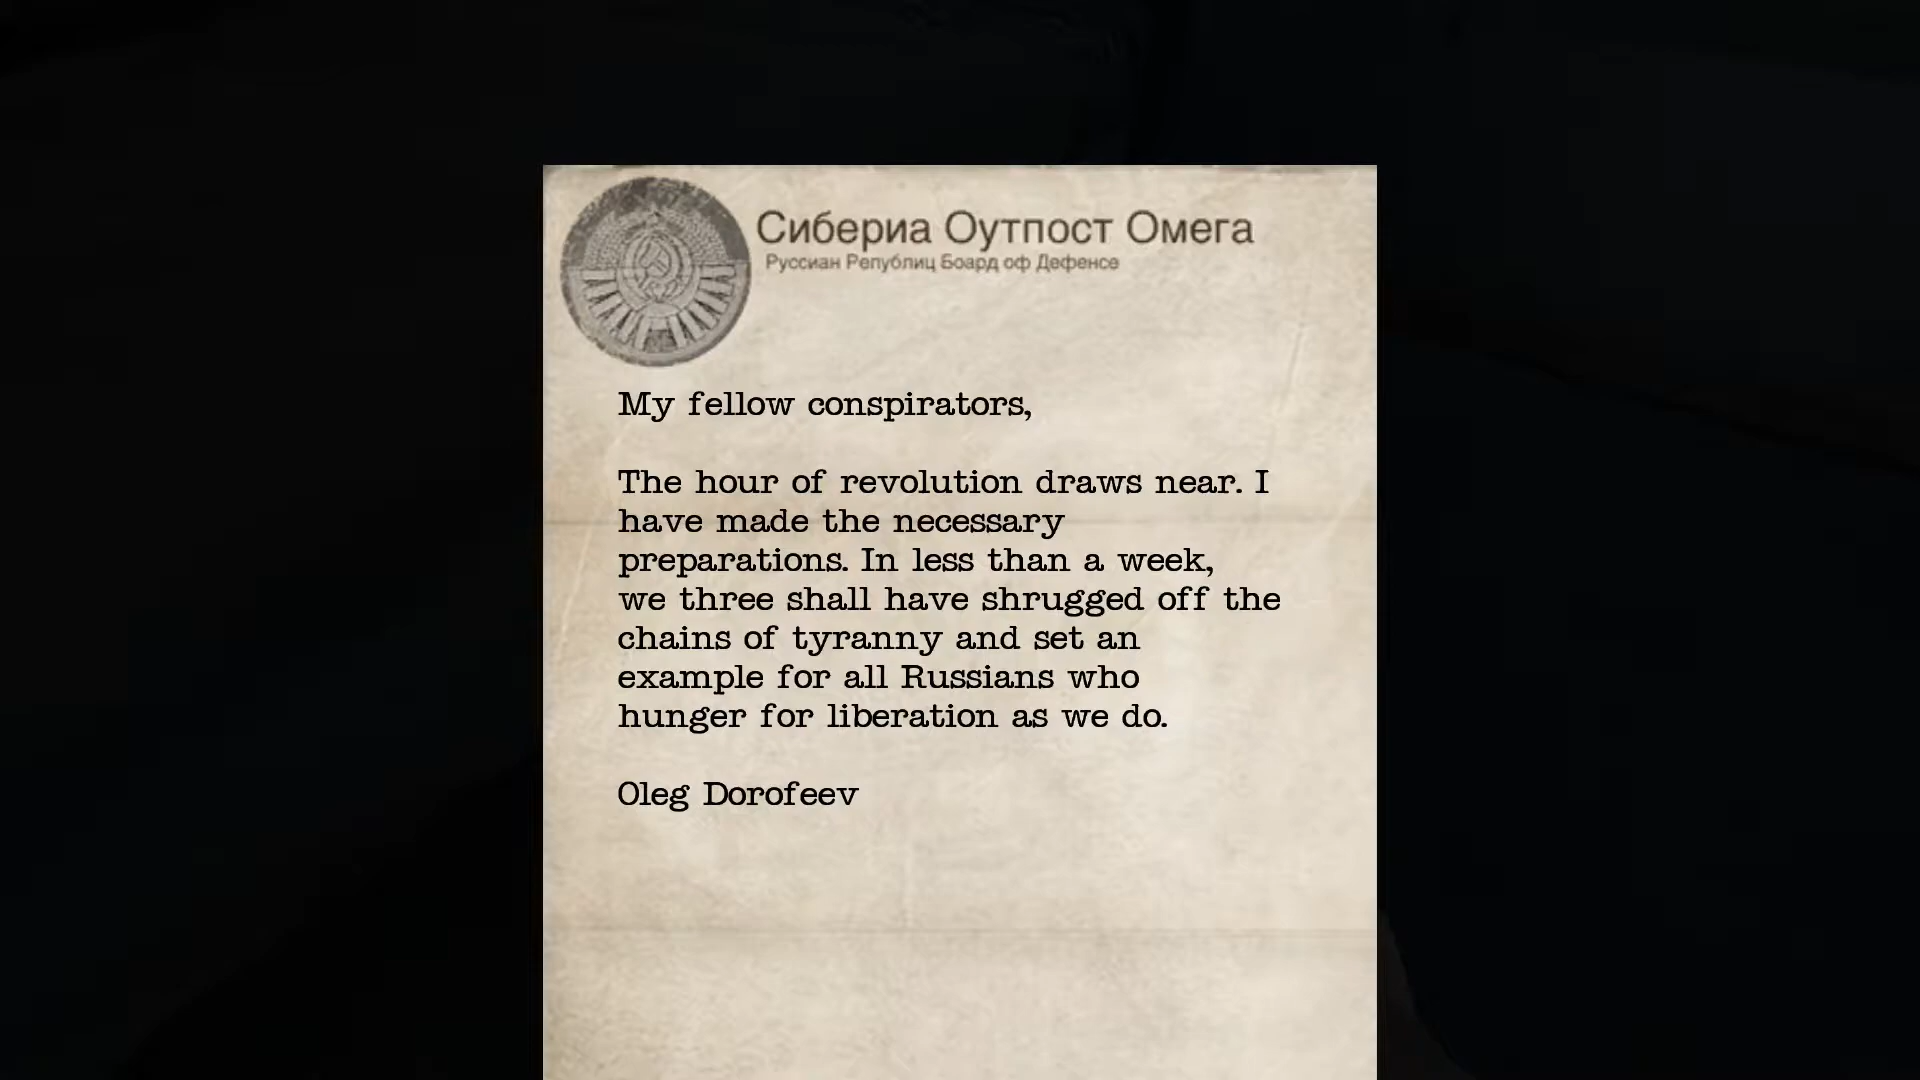 Сибериа Оутпост Омега
Руссиан Републиц Боард оф Дефенсе
My fellow conspirators,
The hour of revolution draws near. I
have made the necessary
preparations. In less than a week,
we three shall have shrugged off the
chains of tyranny and set an
example for all Russians who
hunger for liberation as we do.
Oleg Dorofeev